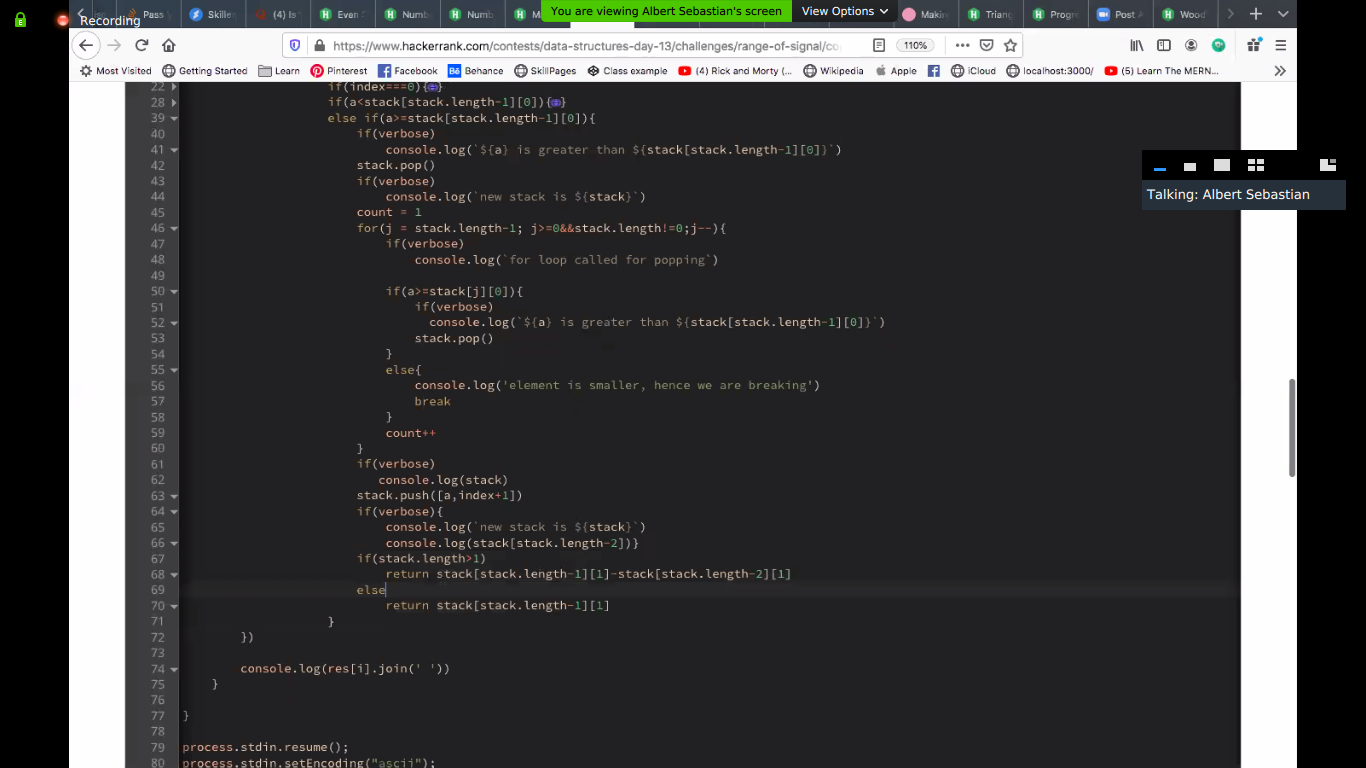 Recording
Pass
Skille
(4) Is
Even S
Numb
Numb
M
You are viewing Albert Sebastian's screen
View Options
Makin
Triang
Progre
Post A
Wood
https://www.hackerrank.com/contests/data-structures-day-13/challenges/range-of-signal/co
110%
Most Visited
Getting Started
Learn
Pinterest
Facebook
Behance
SkillPages
Class example
(4) Rick and Morty (...
Wikipedia
Apple
iCloud
localhost:3000/
(5) Learn The MERN...
Talking: Albert Sebastian
22 if(index===0){
28 if(a<stack[stack.length-1][0]){
39 else if(a>=stack[stack.length-1][0]){
40 if(verbose)
41 console.log(`${a} is greater than ${stack[stack.length-1][0]}`)
42 stack.pop()
43 if(verbose)
44 console.log(`new stack is ${stack}`)
45 count = 1
46 for(j = stack.length-1; j>=0&&stack.length!=0;j--){
47 if(verbose)
48 console.log(`for loop called for popping`)
49
50 if(a>=stack[j][0]){
51 if(verbose)
52 console.log(`${a} is greater than ${stack[stack.length-1][0]}`)
53 stack.pop()
54 }
55 else{
56 console.log('element is smaller, hence we are breaking')
57 break
58 }
59 count++
60 }
61 if(verbose)
62 console.log(stack)
63 stack.push([a,index+1])
64 if(verbose){
65 console.log(`new stack is ${stack}`)
66 console.log(stack[stack.length-2])}
67 if(stack.length>1)
68 return stack[stack.length-1][1]-stack[stack.length-2][1]
69 else
70 return stack[stack.length-1][1]
71 }
72 })
73
74 console.log(res[i].join(' '))
75 }
76
77 }
78
79 process.stdin.resume();
80 process.stdin.setEncoding("ascii");